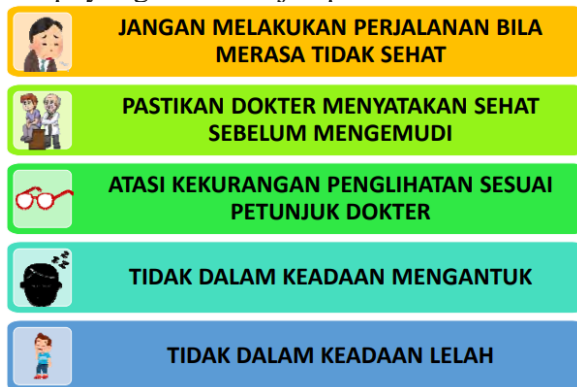 JANGAN MELAKUKAN PERJALANAN BILA
MERASA TIDAK SEHAT
PASTIKAN DOKTER MENYATAKAN SEHAT
SEBELUM MENGEMUDI
ATASI KEKURANGAN PENGLIHATAN SESUAI
PETUNJUK DOKTER
TIDAK DALAM KEADAAN MENGANTUK
TIDAK DALAM KEADAAN LELAH